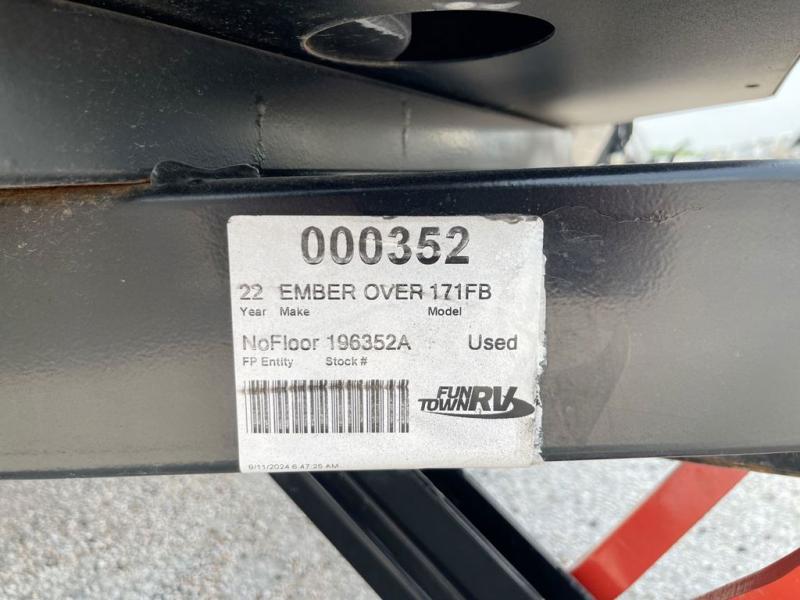 000352
22 EMBER OVER 171FB
Year Make Model
NoFloor 196352A Used
FP Entity Stock #
FUN TOWN RV
9/11/2024 6:47:25 AM